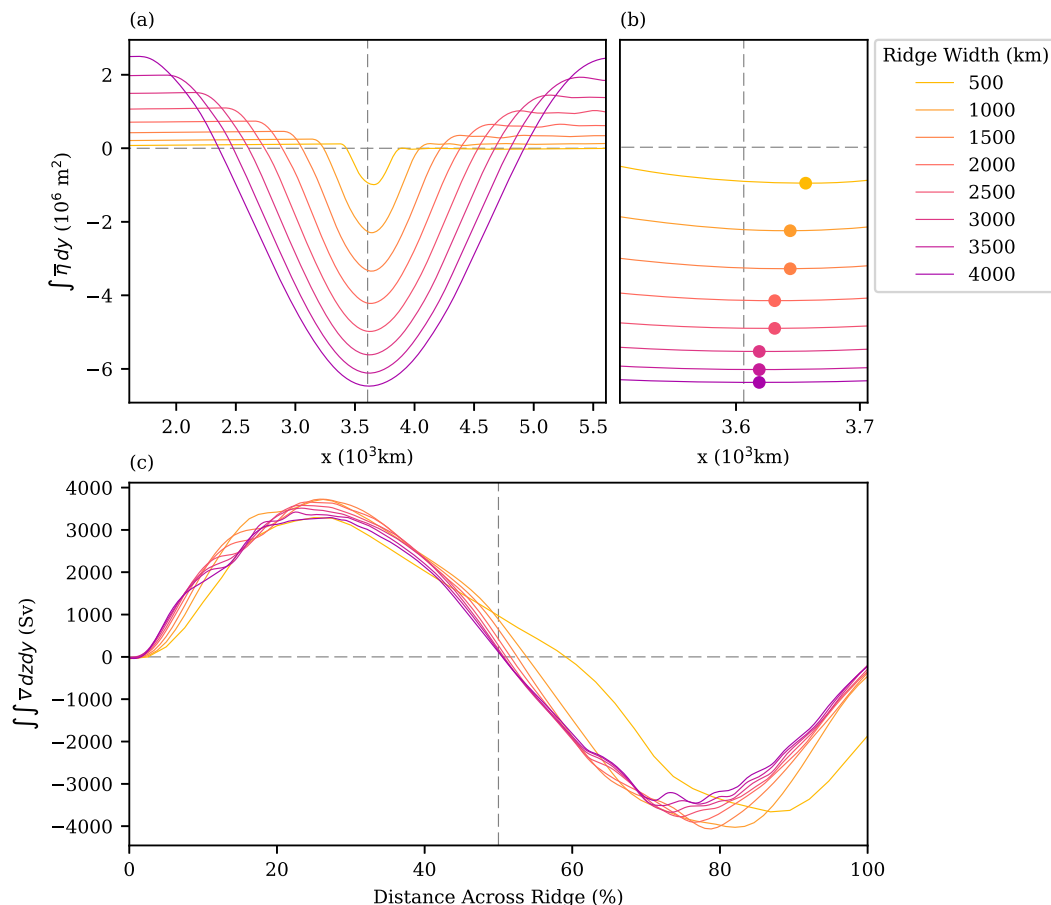 (a)
(b)
∫ η̅ dy (10⁶ m²)
2
0
−2
−4
−6
2.0 2.5 3.0 3.5 4.0 4.5 5.0 5.5
x (10³km)
3.6 3.7
x (10³km)
Ridge Width (km)
500
1000
1500
2000
2500
3000
3500
4000
(c)
∫ ∫ v̅ dzdy (Sv)
4000
3000
2000
1000
0
−1000
−2000
−3000
−4000
0 20 40 60 80 100
Distance Across Ridge (%)